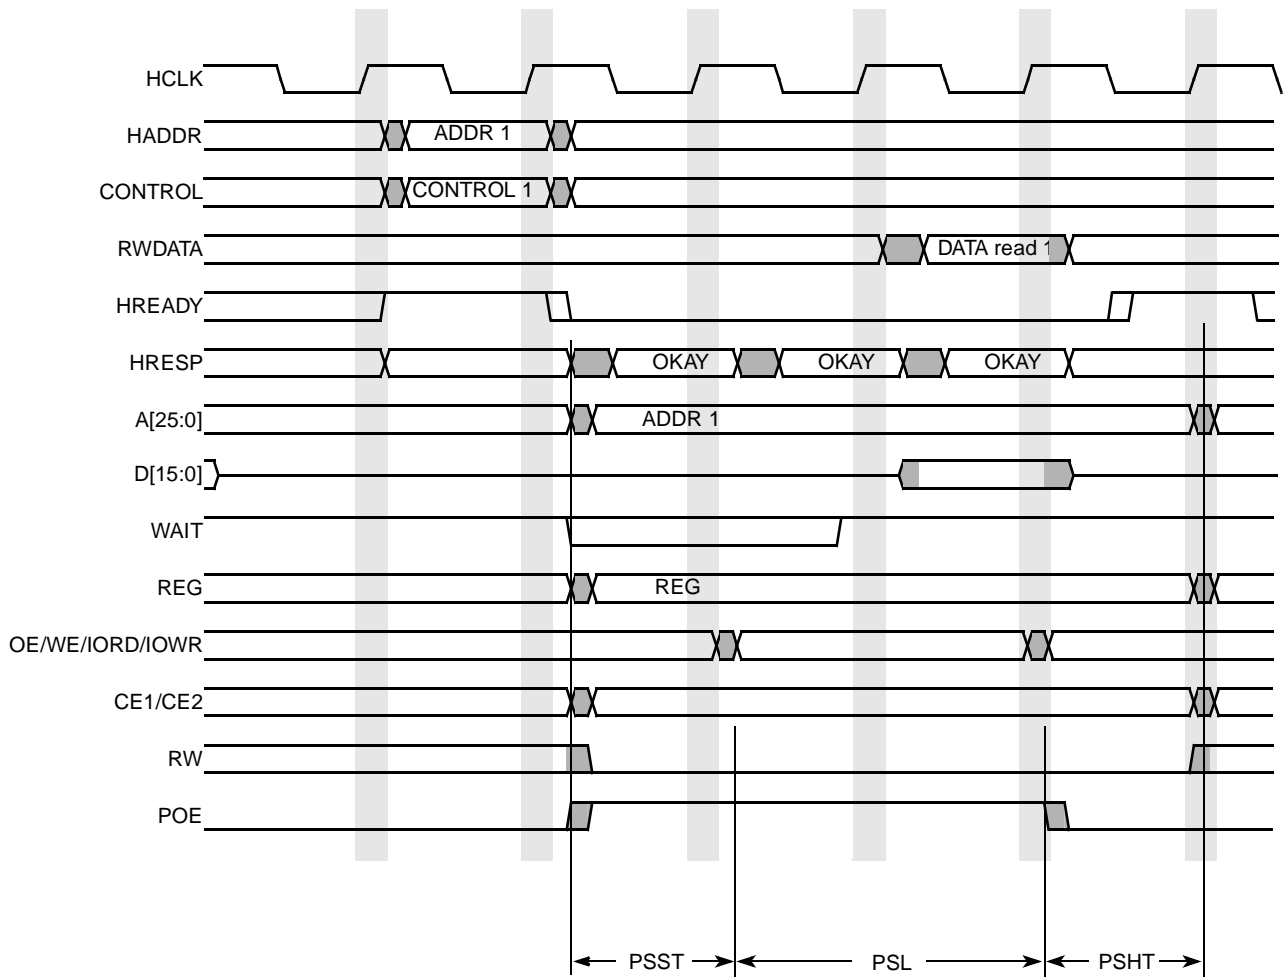 HCLK
HADDR ADDR 1
CONTROL CONTROL 1
RWDATA DATA read 1
HREADY
HRESP OKAY OKAY OKAY
A[25:0] ADDR 1
D[15:0]
WAIT
REG REG
OE/WE/IORD/IOWR
CE1/CE2
RW
POE
PSST PSL PSHT